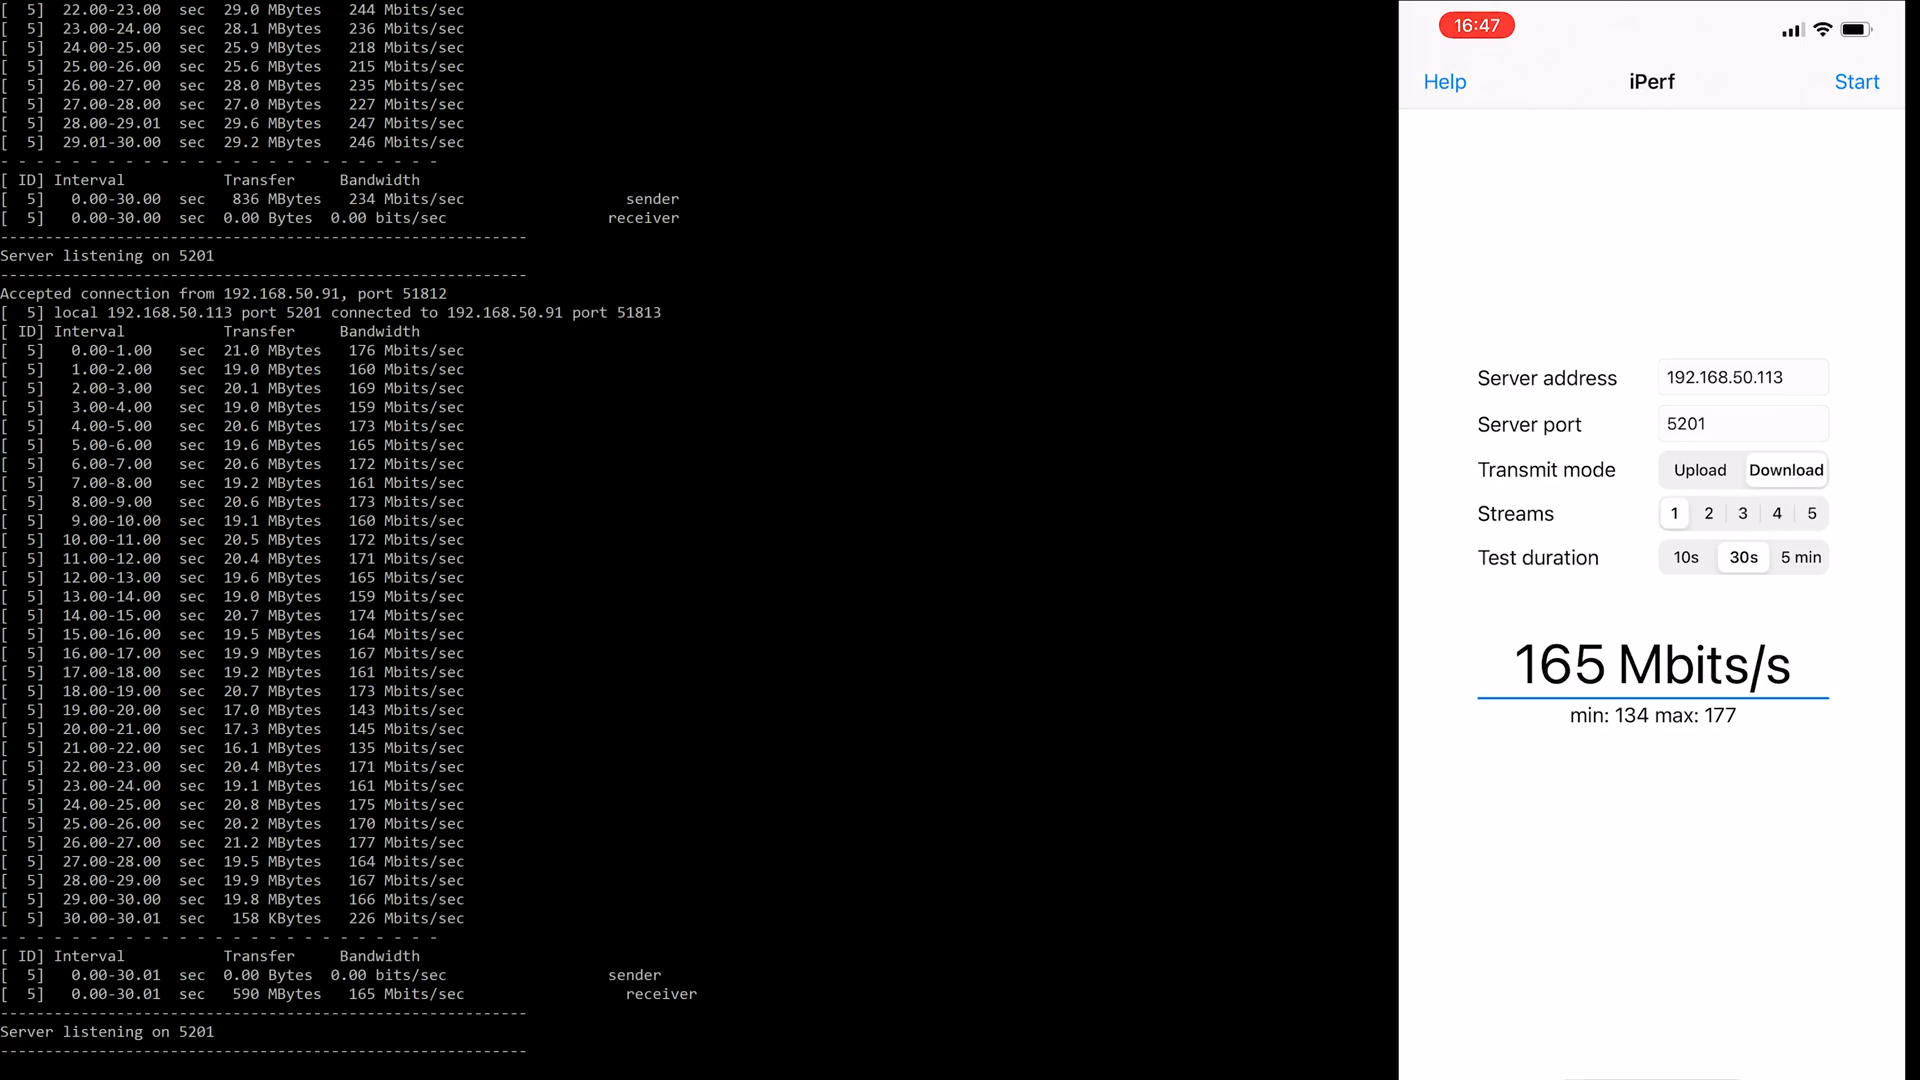 [  5]  22.00-23.00  sec  29.0 MBytes   244 Mbits/sec
[  5]  23.00-24.00  sec  28.1 MBytes   236 Mbits/sec
[  5]  24.00-25.00  sec  25.9 MBytes   218 Mbits/sec
[  5]  25.00-26.00  sec  25.6 MBytes   215 Mbits/sec
[  5]  26.00-27.00  sec  28.0 MBytes   235 Mbits/sec
[  5]  27.00-28.00  sec  27.0 MBytes   227 Mbits/sec
[  5]  28.00-29.01  sec  29.6 MBytes   247 Mbits/sec
[  5]  29.01-30.00  sec  29.2 MBytes   246 Mbits/sec
- - - - - - - - - - - - - - - - - - - - - - - - -
[ ID] Interval           Transfer     Bandwidth
[  5]   0.00-30.00  sec   836 MBytes   234 Mbits/sec                  sender
[  5]   0.00-30.00  sec  0.00 Bytes  0.00 bits/sec                  receiver
-----------------------------------------------------------
Server listening on 5201
-----------------------------------------------------------
Accepted connection from 192.168.50.91, port 51812
[  5] local 192.168.50.113 port 5201 connected to 192.168.50.91 port 51813
[ ID] Interval           Transfer     Bandwidth
[  5]   0.00-1.00   sec  21.0 MBytes   176 Mbits/sec
[  5]   1.00-2.00   sec  19.0 MBytes   160 Mbits/sec
[  5]   2.00-3.00   sec  20.1 MBytes   169 Mbits/sec
[  5]   3.00-4.00   sec  19.0 MBytes   159 Mbits/sec
[  5]   4.00-5.00   sec  20.6 MBytes   173 Mbits/sec
[  5]   5.00-6.00   sec  19.6 MBytes   165 Mbits/sec
[  5]   6.00-7.00   sec  20.6 MBytes   172 Mbits/sec
[  5]   7.00-8.00   sec  19.2 MBytes   161 Mbits/sec
[  5]   8.00-9.00   sec  20.6 MBytes   173 Mbits/sec
[  5]   9.00-10.00  sec  19.1 MBytes   160 Mbits/sec
[  5]  10.00-11.00  sec  20.5 MBytes   172 Mbits/sec
[  5]  11.00-12.00  sec  20.4 MBytes   171 Mbits/sec
[  5]  12.00-13.00  sec  19.6 MBytes   165 Mbits/sec
[  5]  13.00-14.00  sec  19.0 MBytes   159 Mbits/sec
[  5]  14.00-15.00  sec  20.7 MBytes   174 Mbits/sec
[  5]  15.00-16.00  sec  19.5 MBytes   164 Mbits/sec
[  5]  16.00-17.00  sec  19.9 MBytes   167 Mbits/sec
[  5]  17.00-18.00  sec  19.2 MBytes   161 Mbits/sec
[  5]  18.00-19.00  sec  20.7 MBytes   173 Mbits/sec
[  5]  19.00-20.00  sec  17.0 MBytes   143 Mbits/sec
[  5]  20.00-21.00  sec  17.3 MBytes   145 Mbits/sec
[  5]  21.00-22.00  sec  16.1 MBytes   135 Mbits/sec
[  5]  22.00-23.00  sec  20.4 MBytes   171 Mbits/sec
[  5]  23.00-24.00  sec  19.1 MBytes   161 Mbits/sec
[  5]  24.00-25.00  sec  20.8 MBytes   175 Mbits/sec
[  5]  25.00-26.00  sec  20.2 MBytes   170 Mbits/sec
[  5]  26.00-27.00  sec  21.2 MBytes   177 Mbits/sec
[  5]  27.00-28.00  sec  19.5 MBytes   164 Mbits/sec
[  5]  28.00-29.00  sec  19.9 MBytes   167 Mbits/sec
[  5]  29.00-30.00  sec  19.8 MBytes   166 Mbits/sec
[  5]  30.00-30.01  sec   158 KBytes   226 Mbits/sec
- - - - - - - - - - - - - - - - - - - - - - - - -
[ ID] Interval           Transfer     Bandwidth
[  5]   0.00-30.01  sec  0.00 Bytes  0.00 bits/sec                  sender
[  5]   0.00-30.01  sec   590 MBytes   165 Mbits/sec                  receiver
-----------------------------------------------------------
Server listening on 5201
-----------------------------------------------------------
16:47
Help iPerf Start
Server address 192.168.50.113
Server port 5201
Transmit mode Upload Download
Streams 1 2 3 4 5
Test duration 10s 30s 5 min
165 Mbits/s
min: 134 max: 177